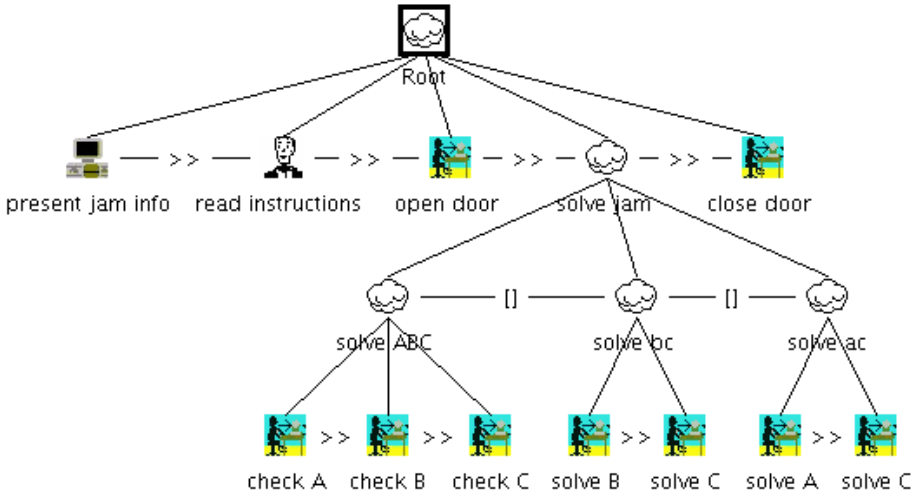 Root
>> >> >> >>
present jam info read instructions open door solve jam close door
[] []
solve ABC solve bc solve ac
>> >> >> >>
check A check B check C solve B solve C solve A solve C